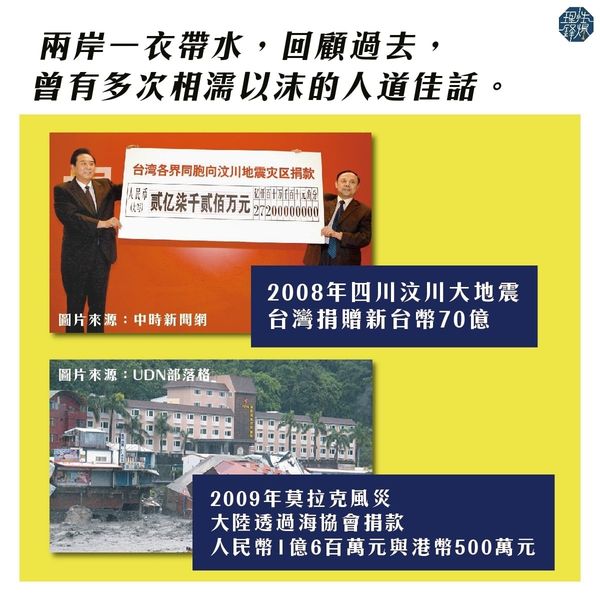 理性
鋒燦
兩岸一衣帶水，回顧過去，
曾有多次相濡以沫的人道佳話。
台湾各界同胞向汶川地震灾区捐款
人民币
贰亿柒千贰佰万元
27200000000
圖片來源：中時新聞網
2008年四川汶川大地震
台灣捐贈新台幣70億
圖片來源：UDN部落格
2009年莫拉克風災
大陸透過海協會捐款
人民幣1億6百萬元與港幣500萬元